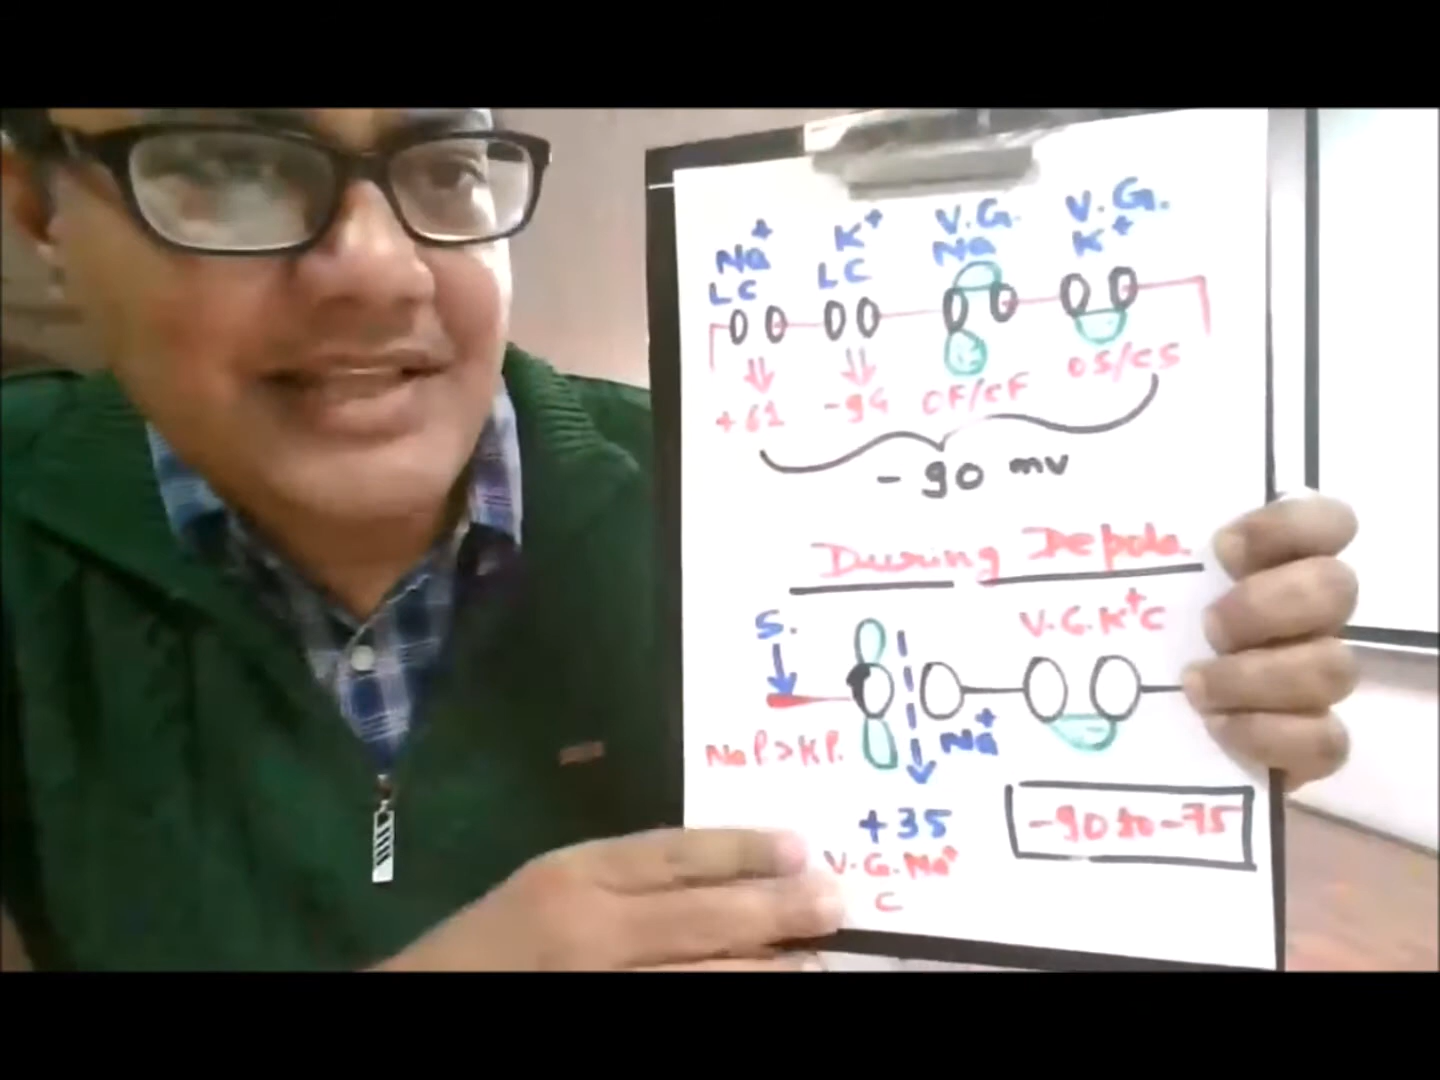 Na+ LC
K+ LC
V.G. Na
V.G. K+
+61 -94 OF/CF OS/CS
-90 mv
During Depola.
S.
V.G.K+C
Na P. > K P.
Na+
+35
V.G.Na+
C
-90 to -75